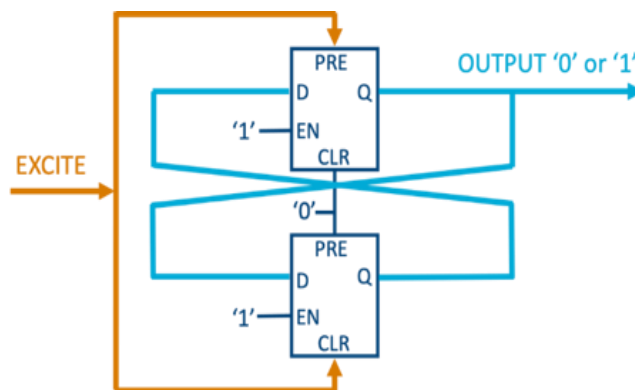 PRE
OUTPUT ‘0’ or ‘1’
D
Q
‘1’
EN
EXCITE
CLR
‘0’
PRE
D
Q
‘1’
EN
CLR